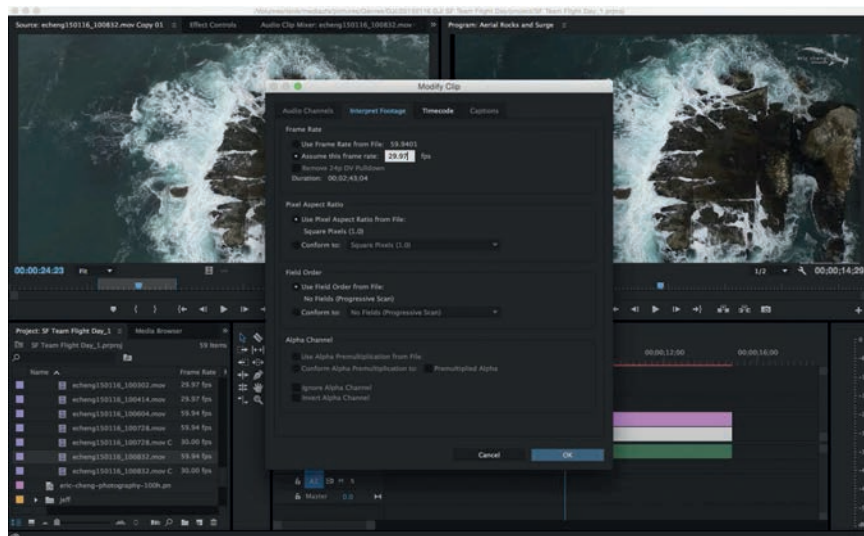 Source: echeng150116_100832.mov Copy 01
Effect Controls
Audio Clip Mixer: echeng150116_100832.mov
Program: Aerial Rocks and Surge
Modify Clip
Audio Channels
Interpret Footage
Timecode
Captions
Frame Rate
Use Frame Rate from File: 59.9401
Assume this frame rate: 29.97 fps
Remove 24p DV Pulldown
Duration: 00;02;43;04
Pixel Aspect Ratio
Use Pixel Aspect Ratio from File:
Square Pixels (1.0)
Conform to: Square Pixels (1.0)
Field Order
Use Field Order from File:
No Fields (Progressive Scan)
Conform to: No Fields (Progressive Scan)
Alpha Channel
Use Alpha Premultiplication from File
Conform Alpha Premultiplication to: Premultiplied Alpha
Ignore Alpha Channel
Invert Alpha Channel
Cancel
OK
00:00:24:23
Fit
1/2
00;00;14;29
Project: SF Team Flight Day_1
Media Browser
SF Team Flight Day_1.prproj
59 Items
Name
Frame Rate
echeng150116_100302.mov 29.97 fps
echeng150116_100414.mov 29.97 fps
echeng150116_100604.mov 59.94 fps
echeng150116_100728.mov 59.94 fps
echeng150116_100728.mov C 30.00 fps
echeng150116_100832.mov 59.94 fps
echeng150116_100832.mov C 30.00 fps
eric-cheng-photography-100h.pn
jeff
00;00;12;00
00;00;16;00
A3 M S
Master 0.0